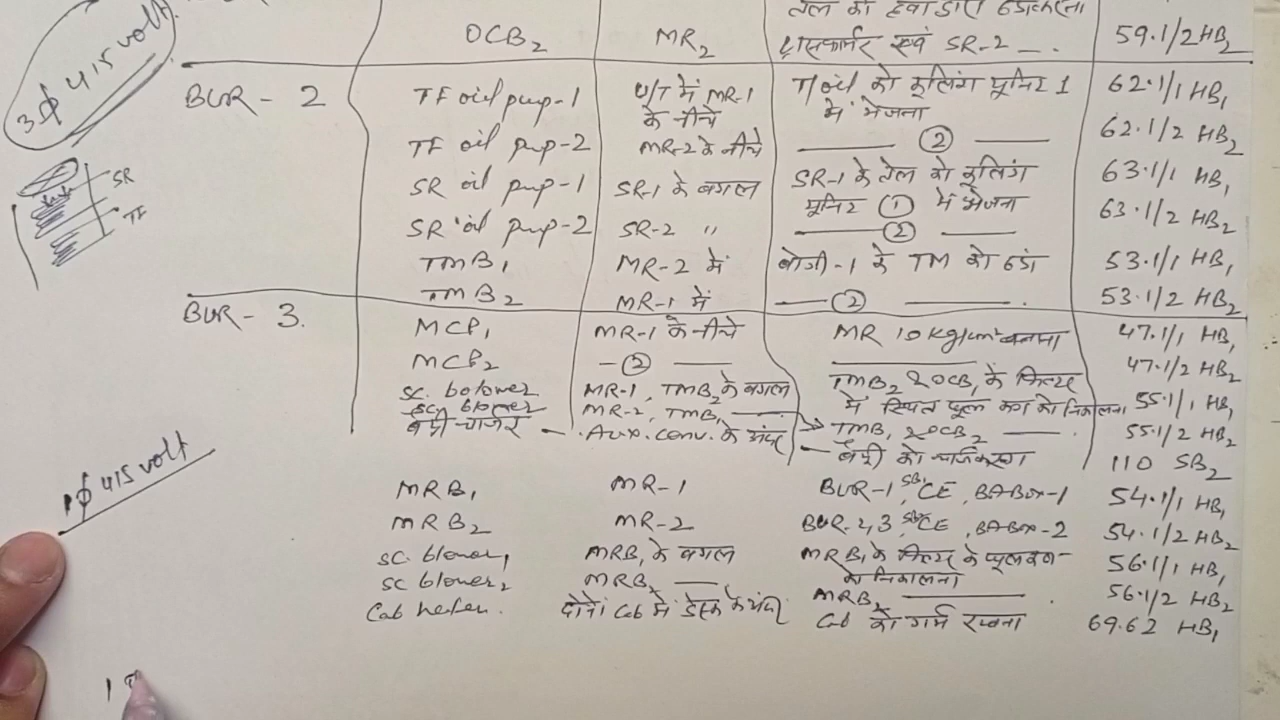 3φ 415 volt
तेल को हवा द्वारा ठंडा करना
OCB₂ MR₂ ट्रांसफार्मर एवं SR-2 —. 59.1/2 HB₂
BUR-2 TF oil pump-1 U/T में MR-1 के नीचे T/oil को कूलिंग यूनिट 1 में भेजना 62.1/1 HB₁
TF oil pump-2 MR-2 के नीचे —— ② —— 62.1/2 HB₂
SR oil pump-1 SR-1 के बगल SR-1 के तेल को कूलिंग यूनिट ① में भेजना 63.1/1 HB₁
SR oil pump-2 SR-2 〃 —— ② —— 63.1/2 HB₂
TMB₁ MR-2 में बोजी-1 के TM को ठंडा 53.1/1 HB₁
TMB₂ MR-1 में — ② ——. 53.1/2 HB₂
BUR-3. MCP₁ MR-1 के नीचे MR 10 kg/cm² बनाना 47.1/1 HB₁
MCP₂ -②— —— 47.1/2 HB₂
SC. bolower MR-1, TMB₂ के बगल TMB₂ 2 OCB₁ के फिल्टर में स्थित धूल कण को निकालना 55.1/1 HB₁
SC. blower MR-2, TMB₁ —— TMB₁ 2 OCB₂ ——. 55.1/2 HB₂
बैट्री चार्जर —. Aux. Conv. के अंदर — बैट्री को चार्ज करना 110 SB₂
SR
TF
1φ 415 volt
MRB₁ MR-1 BUR-1, SB₁, CE, BA Box-1 54.1/1 HB₁
MRB₂ MR-2 BUR-2,3 SB₂ CE, BA Box-2 54.1/2 HB₂
SC blower₁ MRB₁ के बगल MRB₁ के फिल्टर के धूल कण को निकालना 56.1/1 HB₁
SC blower₂ MRB₂ — MRB₂ ——. 56.1/2 HB₂
Cab heter. दोनों Cab में डेस्क के अंदर Cab को गर्म रखना 69.62 HB₁
1